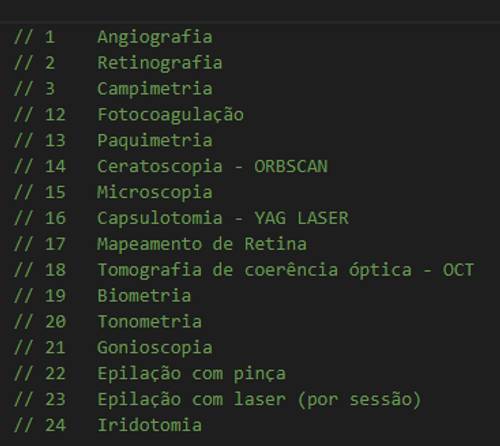 // 1    Angiografia
// 2    Retinografia
// 3    Campimetria
// 12   Fotocoagulação
// 13   Paquimetria
// 14   Ceratoscopia - ORBSCAN
// 15   Microscopia
// 16   Capsulotomia - YAG LASER
// 17   Mapeamento de Retina
// 18   Tomografia de coerência óptica - OCT
// 19   Biometria
// 20   Tonometria
// 21   Gonioscopia
// 22   Epilação com pinça
// 23   Epilação com laser (por sessão)
// 24   Iridotomia